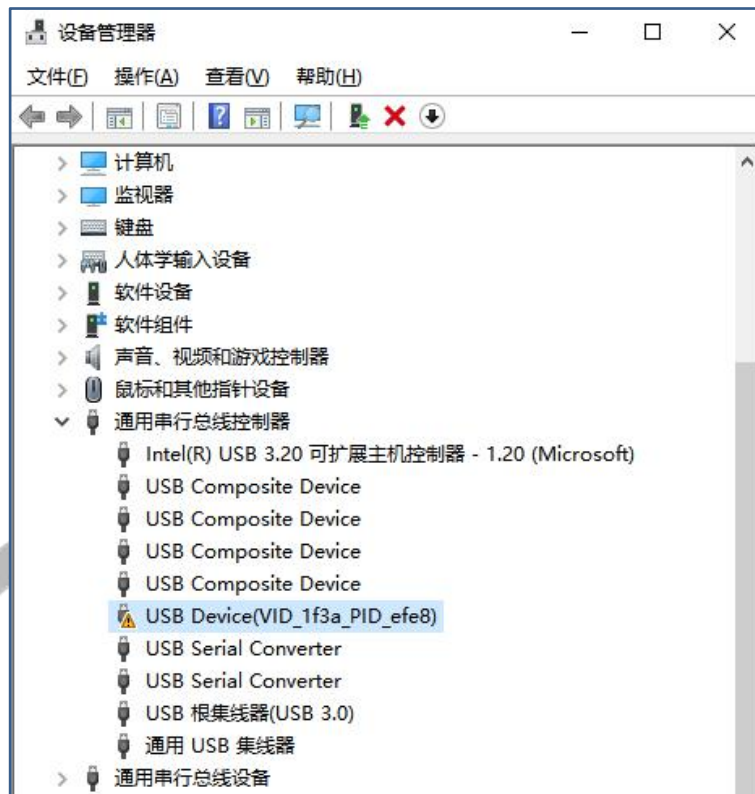 设备管理器
文件(F) 操作(A) 查看(V) 帮助(H)
计算机
监视器
键盘
人体学输入设备
软件设备
软件组件
声音、视频和游戏控制器
鼠标和其他指针设备
通用串行总线控制器
Intel(R) USB 3.20 可扩展主机控制器 - 1.20 (Microsoft)
USB Composite Device
USB Composite Device
USB Composite Device
USB Composite Device
USB Device(VID_1f3a_PID_efe8)
USB Serial Converter
USB Serial Converter
USB 根集线器(USB 3.0)
通用 USB 集线器
通用串行总线设备